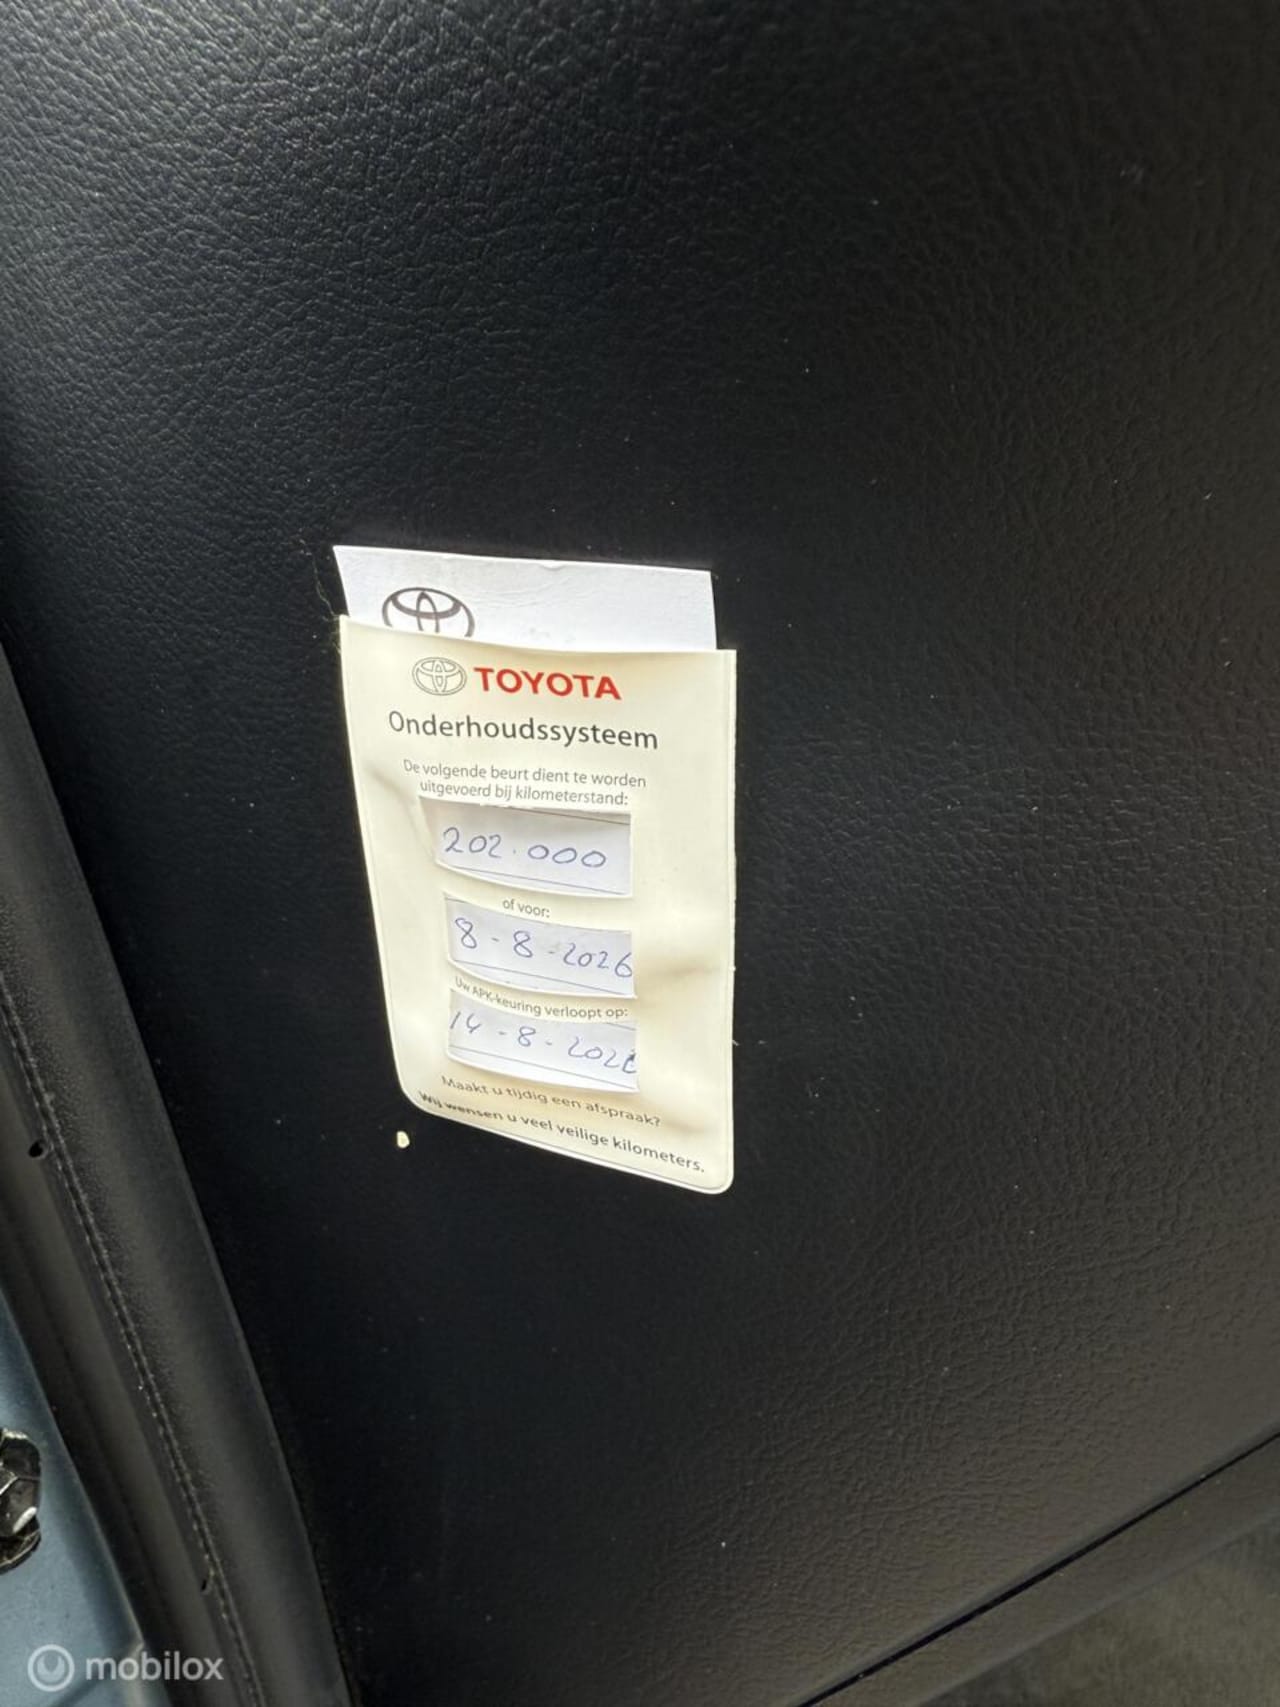 TOYOTA
Onderhoudssysteem
De volgende beurt dient te worden
uitgevoerd bij kilometerstand:
202.000
of voor:
8-8-2026
Uw APK-keuring verloopt op:
14-8-202
Maakt u tijdig een afspraak?
Wij wensen u veel veilige kilometers.
mobilox